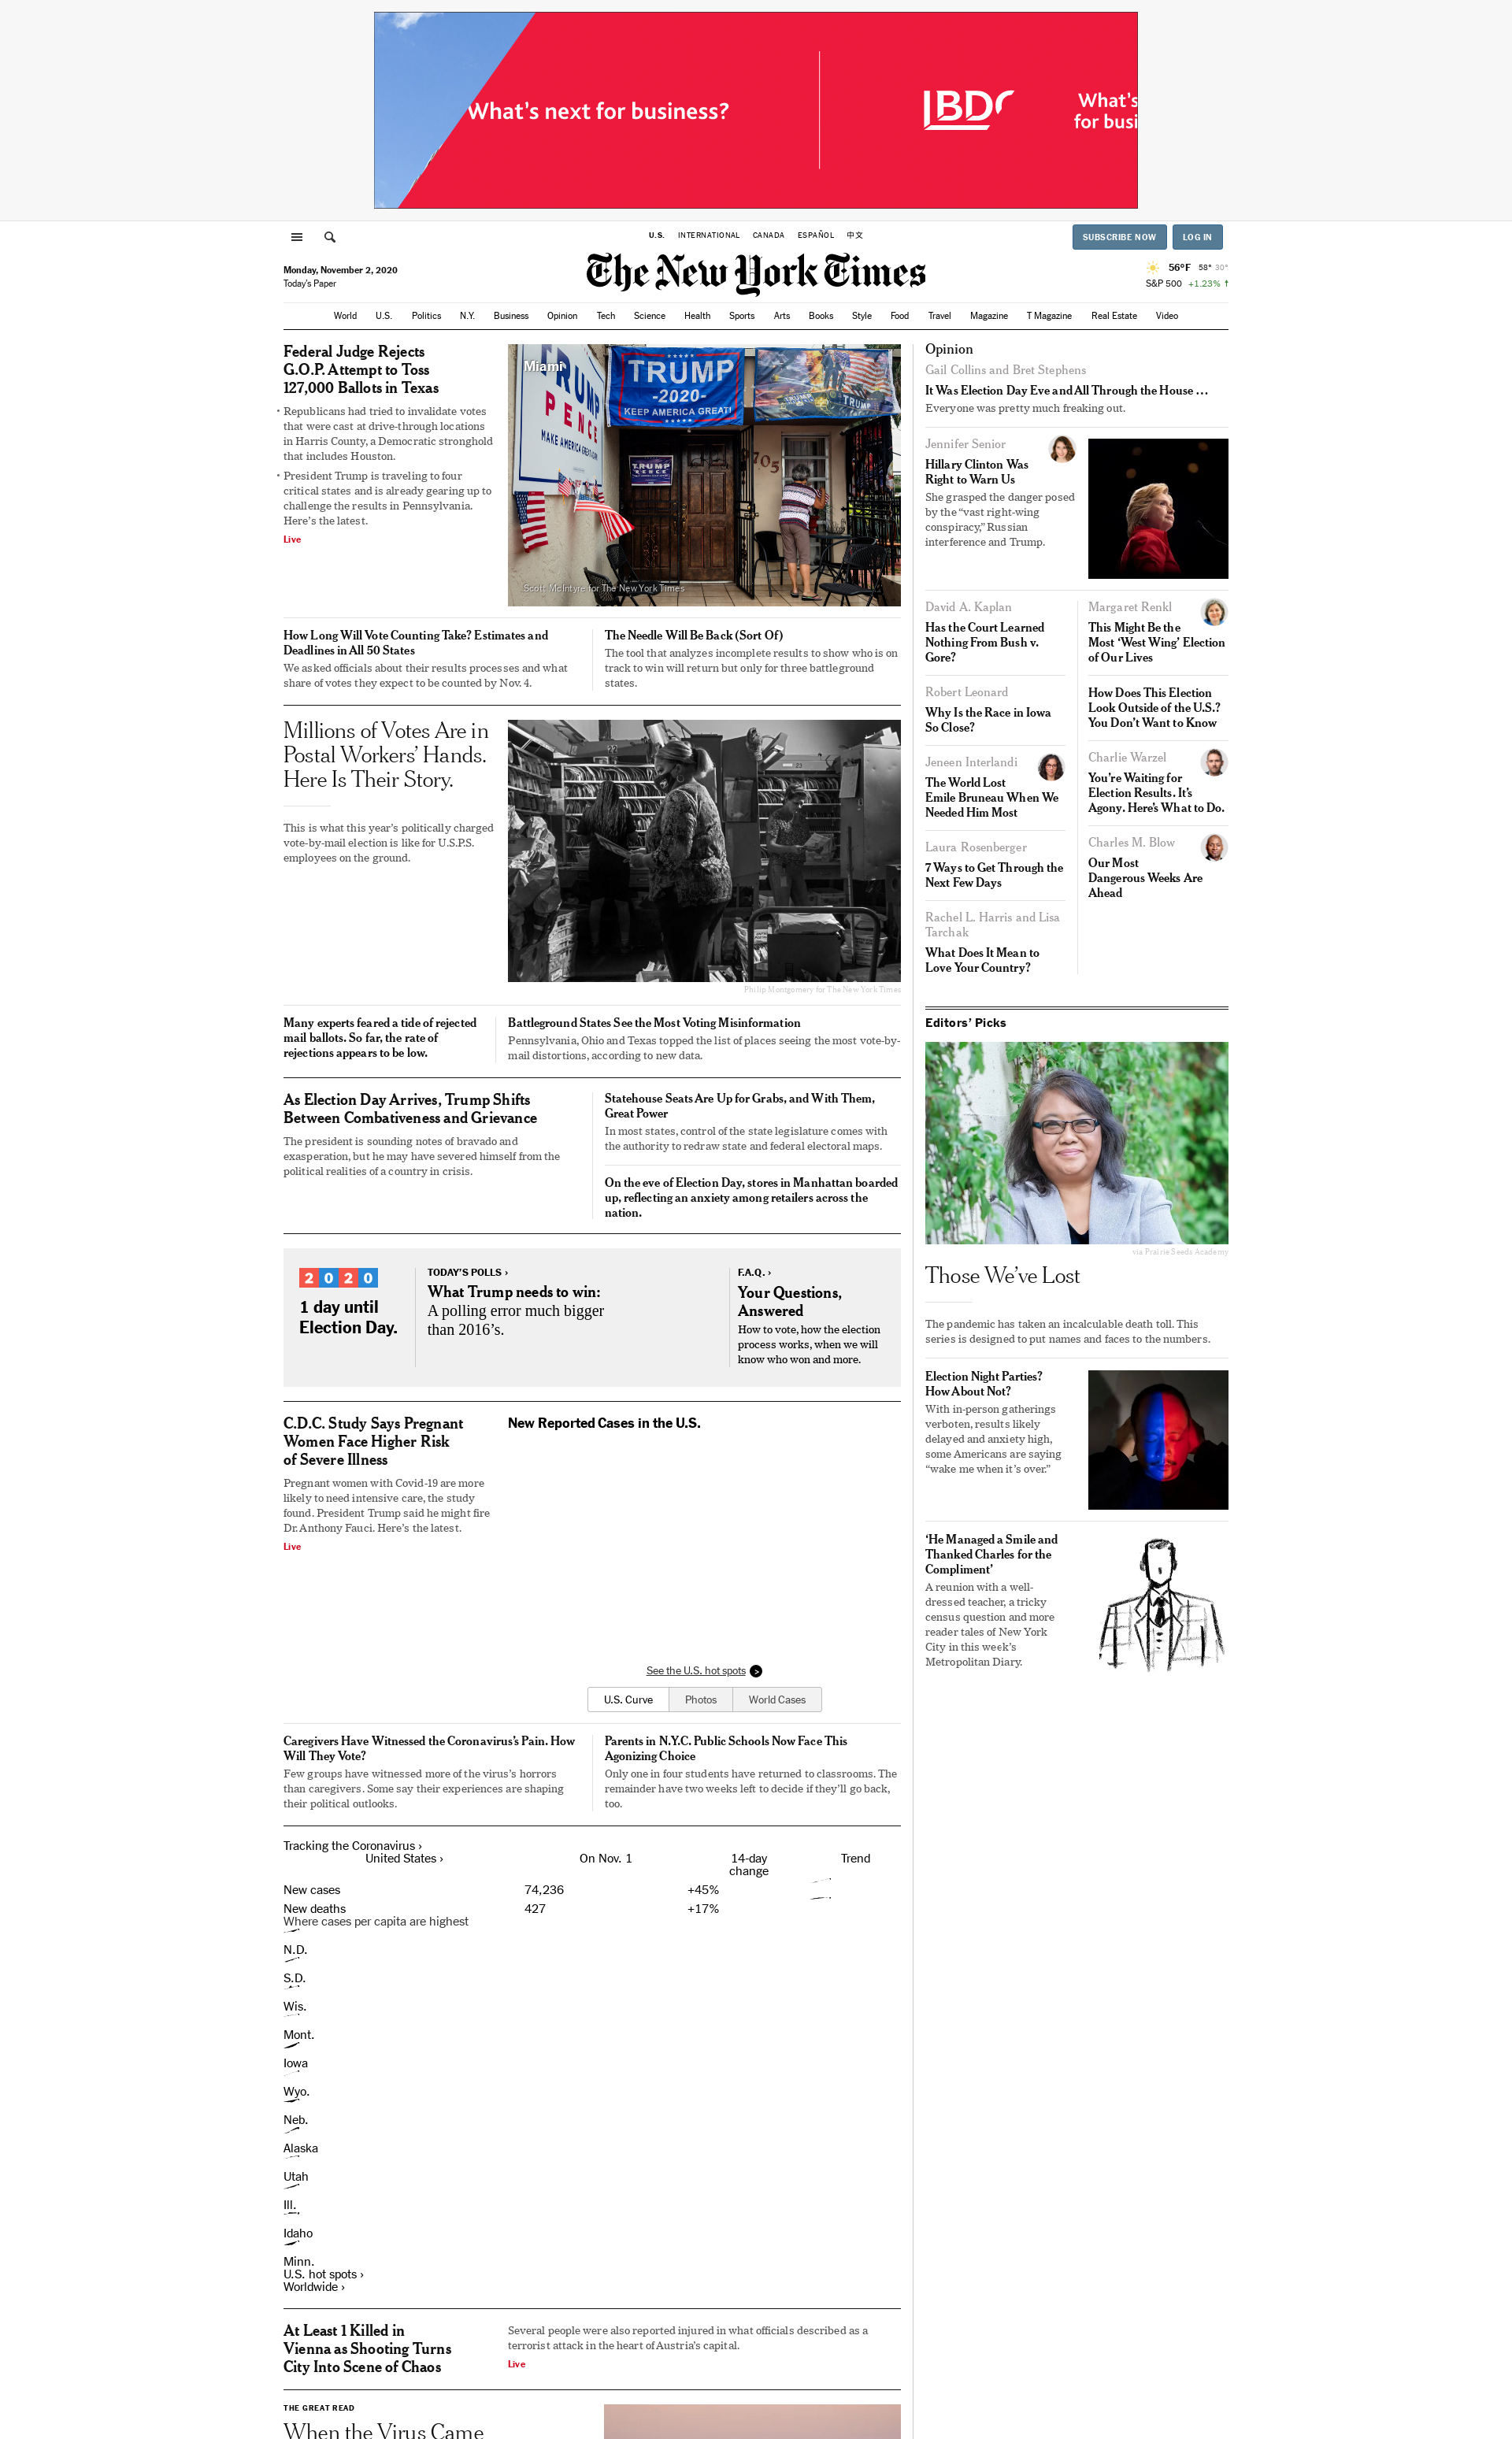 What's next for business?
BDO
What's
for busi
U.S.
INTERNATIONAL
CANADA
ESPAÑOL
中文
SUBSCRIBE NOW
LOG IN
Monday, November 2, 2020
Today's Paper
The New York Times
56°F 58° 30°
S&P 500 +1.23% ↑
World U.S. Politics N.Y. Business Opinion Tech Science Health Sports Arts Books Style Food Travel Magazine T Magazine Real Estate Video
Federal Judge Rejects
G.O.P. Attempt to Toss
127,000 Ballots in Texas
• Republicans had tried to invalidate votes
that were cast at drive-through locations
in Harris County, a Democratic stronghold
that includes Houston.
• President Trump is traveling to four
critical states and is already gearing up to
challenge the results in Pennsylvania.
Here's the latest.
Live
Miami
TRUMP
PENCE
MAKE AMERICA GREAT!
TRUMP
-2020-
KEEP AMERICA GREAT!
TRUMP
TRUMP
PENCE
705
Scott McIntyre for The New York Times
How Long Will Vote Counting Take? Estimates and
Deadlines in All 50 States
We asked officials about their results processes and what
share of votes they expect to be counted by Nov. 4.
The Needle Will Be Back (Sort Of)
The tool that analyzes incomplete results to show who is on
track to win will return but only for three battleground
states.
Millions of Votes Are in
Postal Workers' Hands.
Here Is Their Story.
This is what this year's politically charged
vote-by-mail election is like for U.S.P.S.
employees on the ground.
22
23
Philip Montgomery for The New York Times
Many experts feared a tide of rejected
mail ballots. So far, the rate of
rejections appears to be low.
Battleground States See the Most Voting Misinformation
Pennsylvania, Ohio and Texas topped the list of places seeing the most vote-by-
mail distortions, according to new data.
As Election Day Arrives, Trump Shifts
Between Combativeness and Grievance
The president is sounding notes of bravado and
exasperation, but he may have severed himself from the
political realities of a country in crisis.
Statehouse Seats Are Up for Grabs, and With Them,
Great Power
In most states, control of the state legislature comes with
the authority to redraw state and federal electoral maps.
On the eve of Election Day, stores in Manhattan boarded
up, reflecting an anxiety among retailers across the
nation.
2020
1 day until
Election Day.
TODAY'S POLLS ›
What Trump needs to win:
A polling error much bigger
than 2016's.
F.A.Q. ›
Your Questions,
Answered
How to vote, how the election
process works, when we will
know who won and more.
C.D.C. Study Says Pregnant
Women Face Higher Risk
of Severe Illness
Pregnant women with Covid-19 are more
likely to need intensive care, the study
found. President Trump said he might fire
Dr. Anthony Fauci. Here's the latest.
Live
New Reported Cases in the U.S.
See the U.S. hot spots
U.S. Curve
Photos
World Cases
Caregivers Have Witnessed the Coronavirus's Pain. How
Will They Vote?
Few groups have witnessed more of the virus's horrors
than caregivers. Some say their experiences are shaping
their political outlooks.
Parents in N.Y.C. Public Schools Now Face This
Agonizing Choice
Only one in four students have returned to classrooms. The
remainder have two weeks left to decide if they'll go back,
too.
Tracking the Coronavirus ›
United States › On Nov. 1 14-day Trend
change
New cases 74,236 +45%
New deaths 427 +17%
Where cases per capita are highest
N.D.
S.D.
Wis.
Mont.
Iowa
Wyo.
Neb.
Alaska
Utah
Ill.
Idaho
Minn.
U.S. hot spots ›
Worldwide ›
At Least 1 Killed in
Vienna as Shooting Turns
City Into Scene of Chaos
Several people were also reported injured in what officials described as a
terrorist attack in the heart of Austria's capital.
Live
THE GREAT READ
When the Virus Came
Opinion
Gail Collins and Bret Stephens
It Was Election Day Eve and All Through the House …
Everyone was pretty much freaking out.
Jennifer Senior
Hillary Clinton Was
Right to Warn Us
She grasped the danger posed
by the “vast right-wing
conspiracy,” Russian
interference and Trump.
David A. Kaplan
Has the Court Learned
Nothing From Bush v.
Gore?
Robert Leonard
Why Is the Race in Iowa
So Close?
Jeneen Interlandi
The World Lost
Emile Bruneau When We
Needed Him Most
Laura Rosenberger
7 Ways to Get Through the
Next Few Days
Rachel L. Harris and Lisa
Tarchak
What Does It Mean to
Love Your Country?
Margaret Renkl
This Might Be the
Most ‘West Wing’ Election
of Our Lives
How Does This Election
Look Outside of the U.S.?
You Don't Want to Know
Charlie Warzel
You're Waiting for
Election Results. It's
Agony. Here's What to Do.
Charles M. Blow
Our Most
Dangerous Weeks Are
Ahead
Editors' Picks
via Prairie Seeds Academy
Those We've Lost
The pandemic has taken an incalculable death toll. This
series is designed to put names and faces to the numbers.
Election Night Parties?
How About Not?
With in-person gatherings
verboten, results likely
delayed and anxiety high,
some Americans are saying
“wake me when it's over.”
‘He Managed a Smile and
Thanked Charles for the
Compliment’
A reunion with a well-
dressed teacher, a tricky
census question and more
reader tales of New York
City in this week's
Metropolitan Diary.